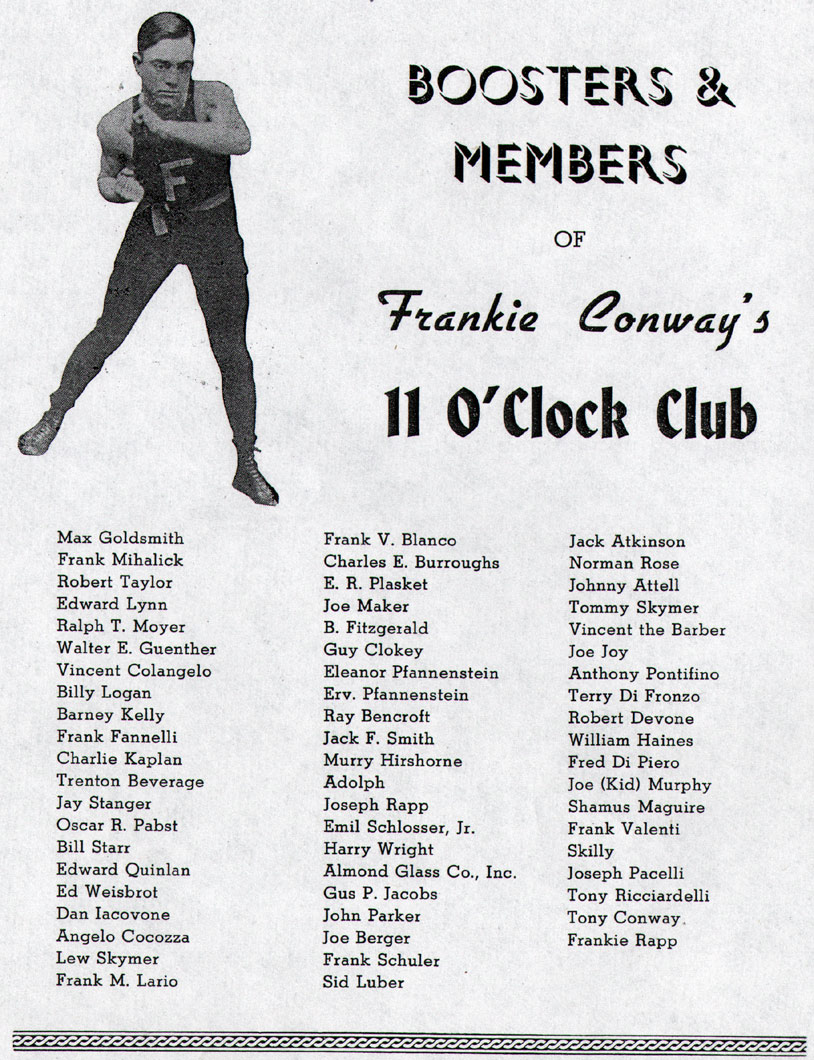 F
BOOSTERS &
MEMBERS
OF
Frankie Conway's
11 O'Clock Club
Max Goldsmith
Frank Mihalick
Robert Taylor
Edward Lynn
Ralph T. Moyer
Walter E. Guenther
Vincent Colangelo
Billy Logan
Barney Kelly
Frank Fannelli
Charlie Kaplan
Trenton Beverage
Jay Stanger
Oscar R. Pabst
Bill Starr
Edward Quinlan
Ed Weisbrot
Dan Iacovone
Angelo Cocozza
Lew Skymer
Frank M. Lario
Frank V. Blanco
Charles E. Burroughs
E. R. Plasket
Joe Maker
B. Fitzgerald
Guy Clokey
Eleanor Pfannenstein
Erv. Pfannenstein
Ray Bencroft
Jack F. Smith
Murry Hirshorne
Adolph
Joseph Rapp
Emil Schlosser, Jr.
Harry Wright
Almond Glass Co., Inc.
Gus P. Jacobs
John Parker
Joe Berger
Frank Schuler
Sid Luber
Jack Atkinson
Norman Rose
Johnny Attell
Tommy Skymer
Vincent the Barber
Joe Joy
Anthony Pontifino
Terry Di Fronzo
Robert Devone
William Haines
Fred Di Piero
Joe (Kid) Murphy
Shamus Maguire
Frank Valenti
Skilly
Joseph Pacelli
Tony Ricciardelli
Tony Conway
Frankie Rapp